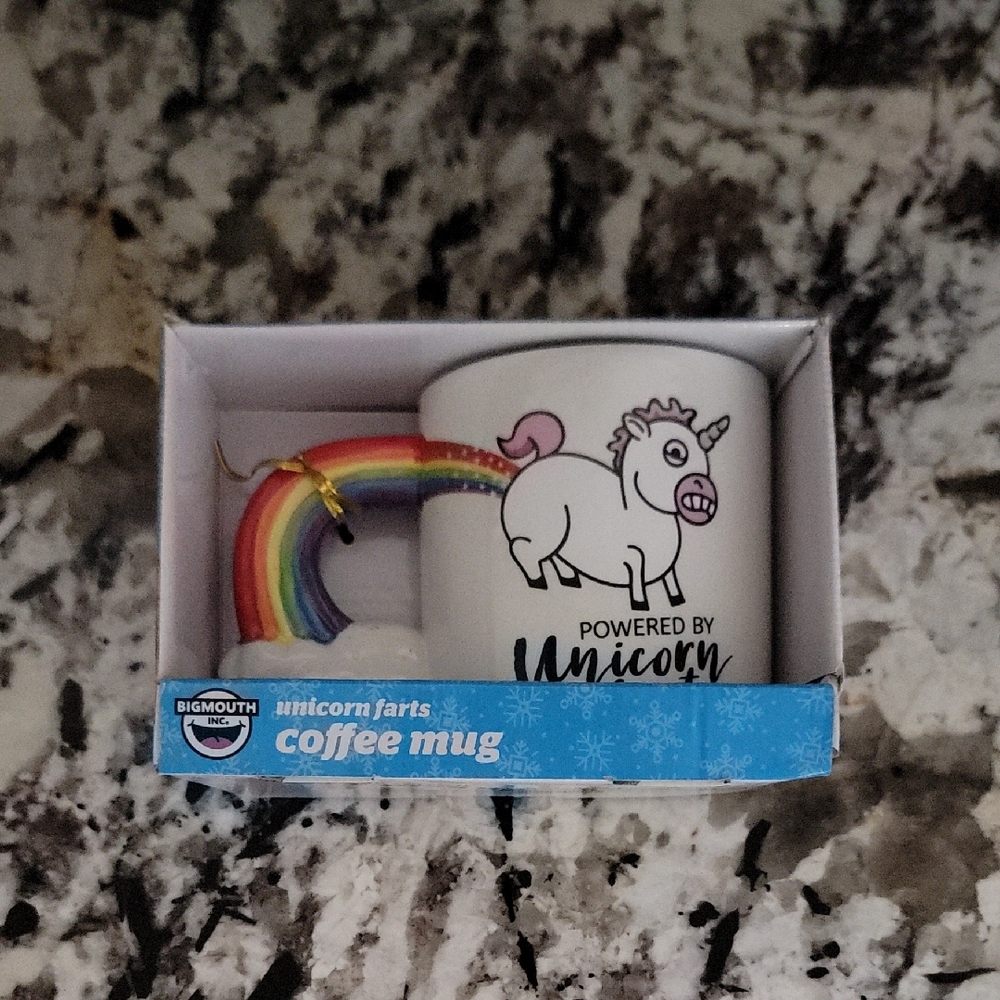 POWERED BY
Unicorn
BIGMOUTH
INC.
unicorn farts
coffee mug